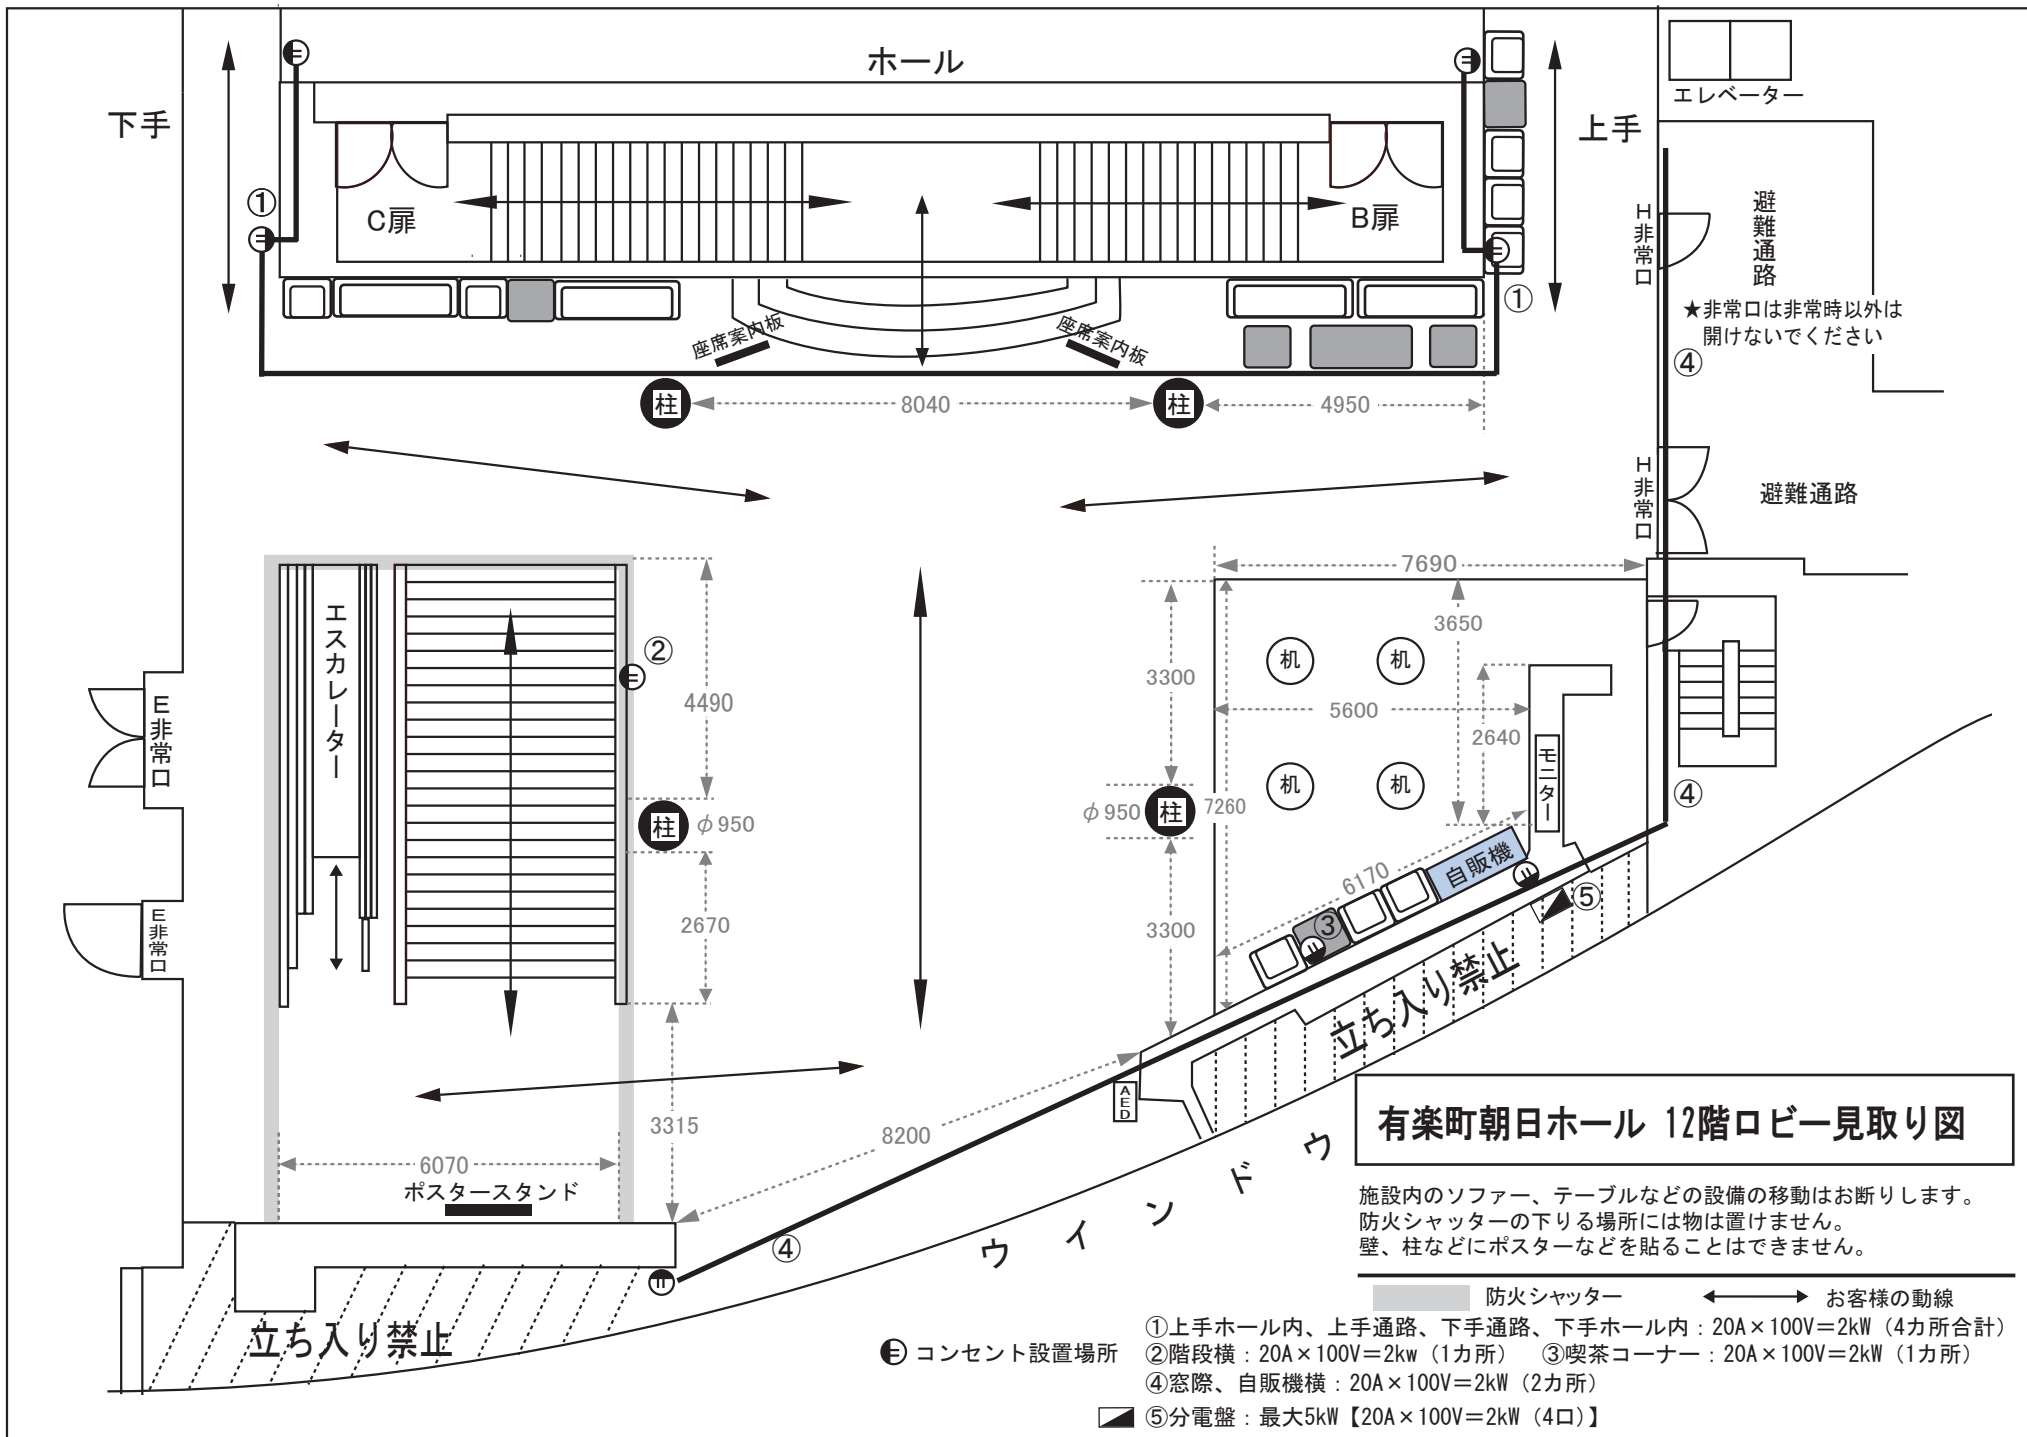 ホール
エレベーター
下手
上手
①
C扉
B扉
H非常口
避難通路
①
★非常口は非常時以外は
開けないでください
座席案内板
座席案内板
④
柱
8040
柱
4950
H非常口
避難通路
7690
エスカレーター
②
3650
机
机
3300
4490
5600
E非常口
2640
モニター
机
机
④
柱
φ950
φ950
柱
7260
自販機
6170
⑤
③
E非常口
2670
3300
立ち入り禁止
AED
3315
8200
有楽町朝日ホール 12階ロビー見取り図
6070
ポスタースタンド
ウインドウ
④
施設内のソファー、テーブルなどの設備の移動はお断りします。
防火シャッターの下りる場所には物は置けません。
壁、柱などにポスターなどを貼ることはできません。
防火シャッター
お客様の動線
立ち入り禁止
コンセント設置場所
①上手ホール内、上手通路、下手通路、下手ホール内：20A×100V＝2kW（4カ所合計）
②階段横：20A×100V＝2kw（1カ所） ③喫茶コーナー：20A×100V＝2kW（1カ所）
④窓際、自販機横：20A×100V＝2kW（2カ所）
⑤分電盤：最大5kW【20A×100V＝2kW（4口）】